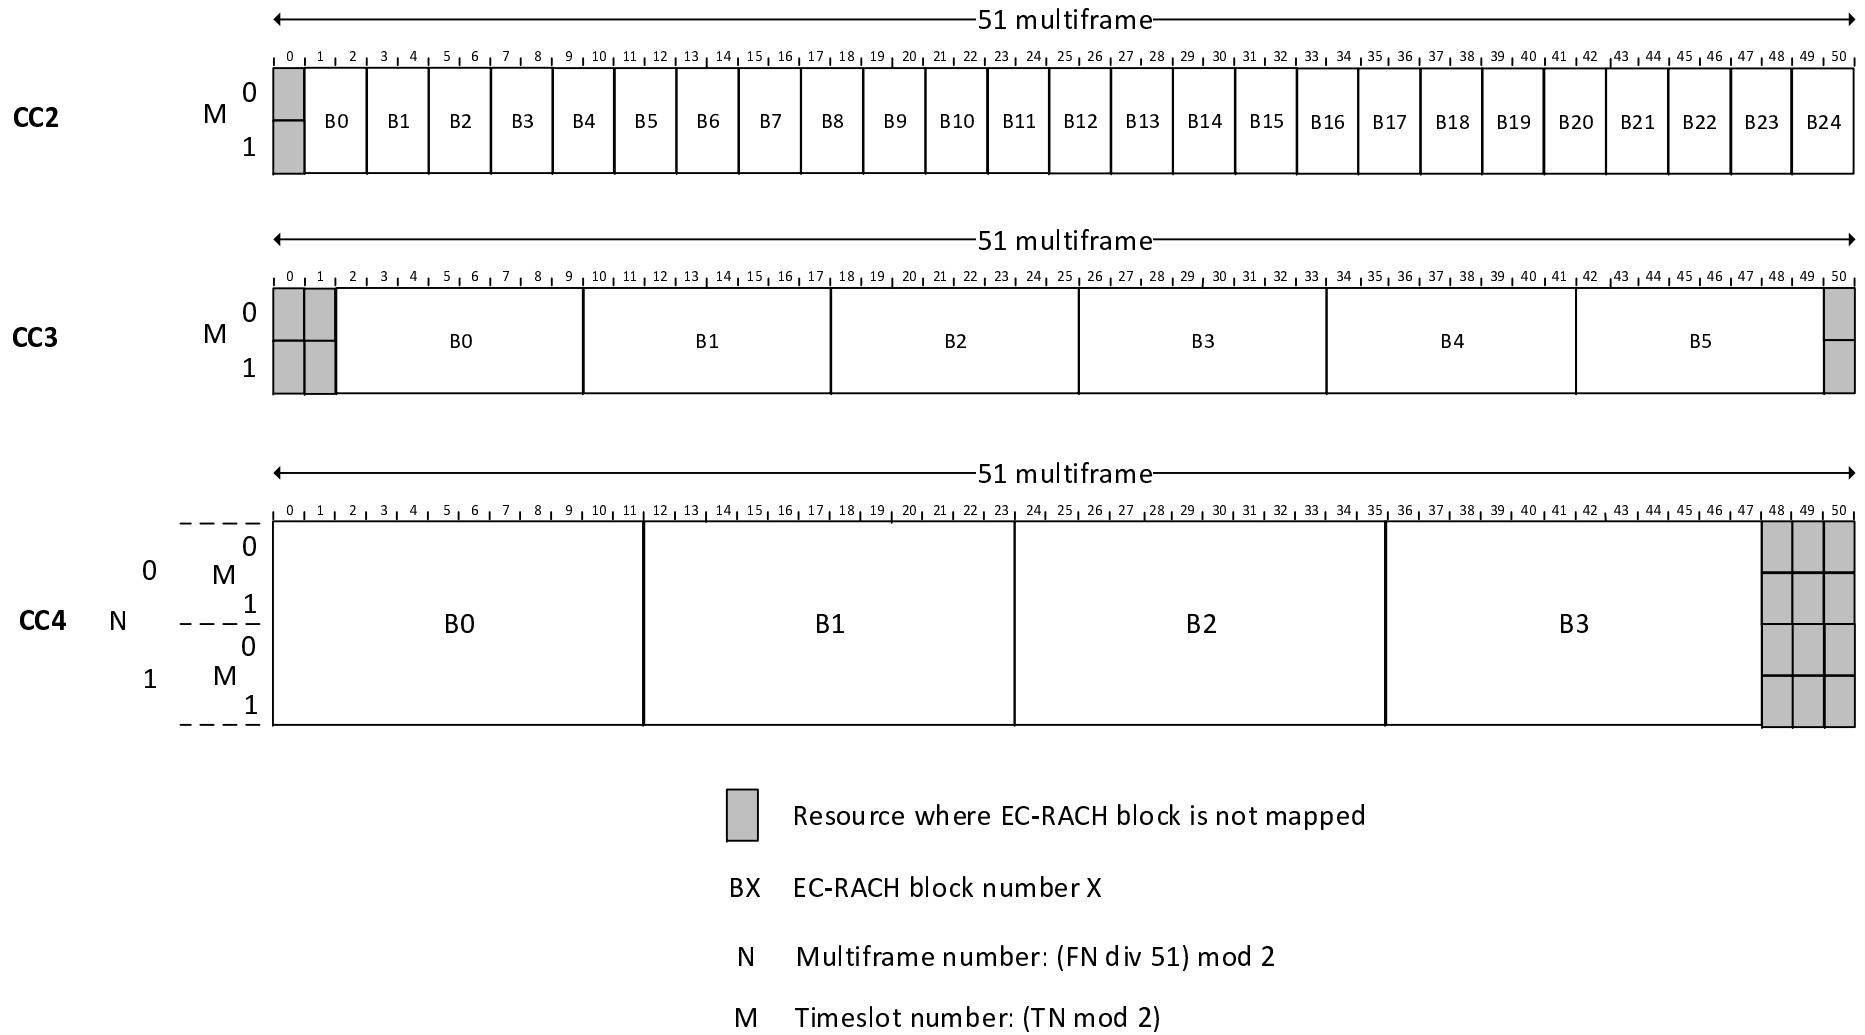 51 multiframe
0 1 2 3 4 5 6 7 8 9 10 11 12 13 14 15 16 17 18 19 20 21 22 23 24 25 26 27 28 29 30 31 32 33 34 35 36 37 38 39 40 41 42 43 44 45 46 47 48 49 50
0
CC2 M B0 B1 B2 B3 B4 B5 B6 B7 B8 B9 B10 B11 B12 B13 B14 B15 B16 B17 B18 B19 B20 B21 B22 B23 B24
1
51 multiframe
0 1 2 3 4 5 6 7 8 9 10 11 12 13 14 15 16 17 18 19 20 21 22 23 24 25 26 27 28 29 30 31 32 33 34 35 36 37 38 39 40 41 42 43 44 45 46 47 48 49 50
0
CC3 M B0 B1 B2 B3 B4 B5
1
51 multiframe
0 1 2 3 4 5 6 7 8 9 10 11 12 13 14 15 16 17 18 19 20 21 22 23 24 25 26 27 28 29 30 31 32 33 34 35 36 37 38 39 40 41 42 43 44 45 46 47 48 49 50
0
0 M
1
CC4 N B0 B1 B2 B3
0
1 M
1
Resource where EC-RACH block is not mapped
BX EC-RACH block number X
N Multiframe number: (FN div 51) mod 2
M Timeslot number: (TN mod 2)